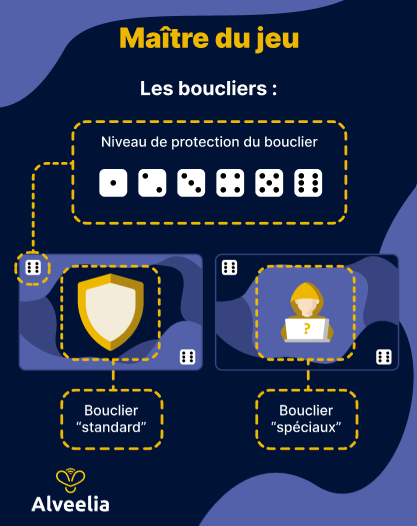 Maître du jeu
Les boucliers :
Niveau de protection du bouclier
?
Bouclier
“standard”
Bouclier
“spéciaux”
Alveelia